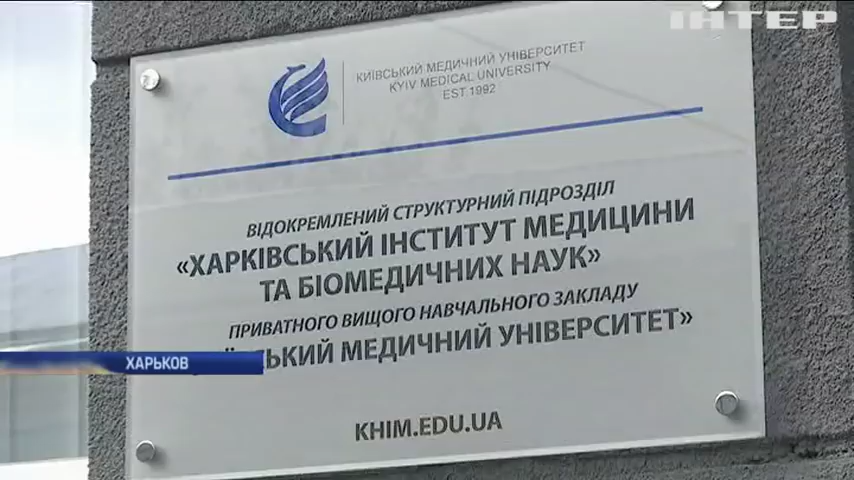 ІНТЕР
КИЇВСЬКИЙ МЕДИЧНИЙ УНІВЕРСИТЕТ
KYIV MEDICAL UNIVERSITY
EST 1992
ВІДОКРЕМЛЕНИЙ СТРУКТУРНИЙ ПІДРОЗДІЛ
«ХАРКІВСЬКИЙ ІНСТИТУТ МЕДИЦИНИ
ТА БІОМЕДИЧНИХ НАУК»
ПРИВАТНОГО ВИЩОГО НАВЧАЛЬНОГО ЗАКЛАДУ
МЕДИЧНИЙ УНІВЕРСИТЕТ»
ХАРЬКОВ
KHIM.EDU.UA